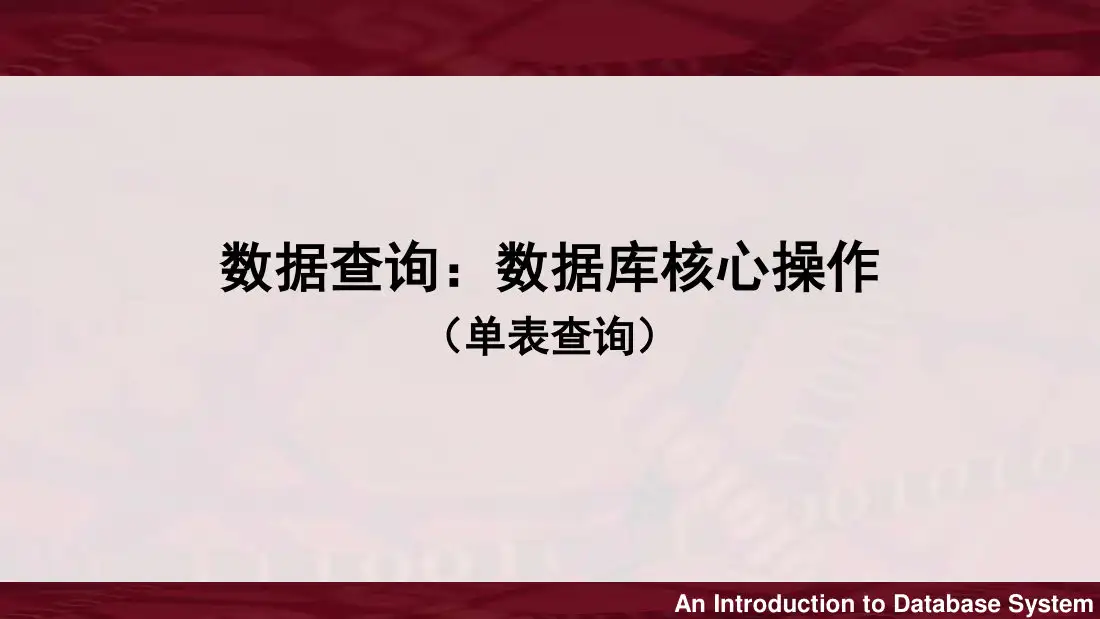 数据查询：数据库核心操作
（单表查询）
An Introduction to Database System